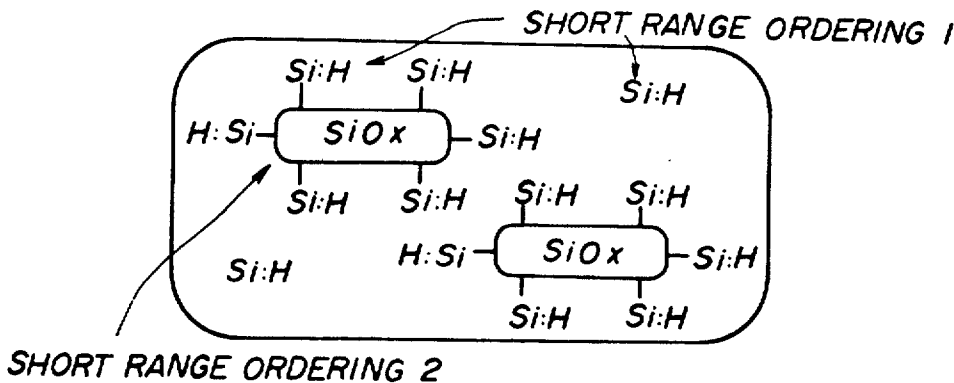 SHORT RANGE ORDERING 1
Si:H Si:H Si:H
H:Si SiOx Si:H
Si:H Si:H Si:H Si:H
H:Si SiOx Si:H
Si:H
Si:H Si:H
SHORT RANGE ORDERING 2